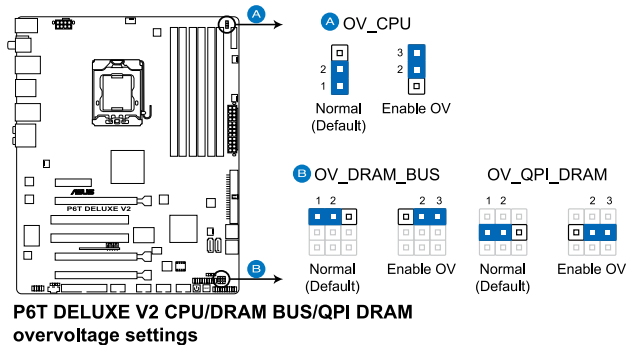 A
A OV_CPU
3
2 2
1
Normal Enable OV
(Default)
B OV_DRAM_BUS OV_QPI_DRAM
1 2 2 3 1 2 2 3
Normal Enable OV Normal Enable OV
(Default) (Default)
ASUS
P6T DELUXE V2
B
P6T DELUXE V2 CPU/DRAM BUS/QPI DRAM
overvoltage settings